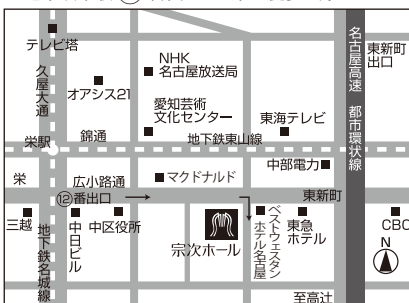 テレビ塔
久屋大通
オアシス21
NHK
名古屋放送局
愛知芸術
文化センター
東海テレビ
名古屋高速 都市環状線
東新町
出口
錦通
地下鉄東山線
栄駅
中部電力
栄
広小路通
マクドナルド
東新町
⑫番出口
三越
地下鉄名城線
中日ビル
中区役所
宗次ホール
ベストウェスタン
ホテル名古屋
東急
ホテル
CBC
N
至高辻